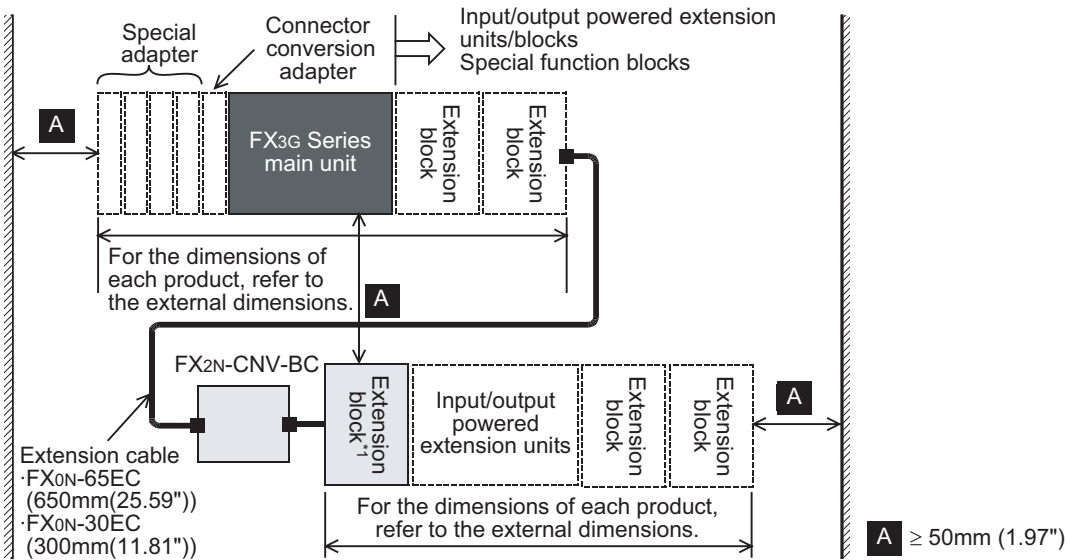 Special
adapter
Connector
conversion
adapter
Input/output powered extension
units/blocks
Special function blocks
A
FX3G Series
main unit
Extension
block
Extension
block
For the dimensions of
each product, refer to
the external dimensions.
A
FX2N-CNV-BC
Extension
block*1
Input/output
powered
extension units
Extension
block
Extension
block
A
Extension cable
·FX0N-65EC
(650mm(25.59"))
·FX0N-30EC
(300mm(11.81"))
For the dimensions of each product,
refer to the external dimensions.
A ≥ 50mm (1.97")